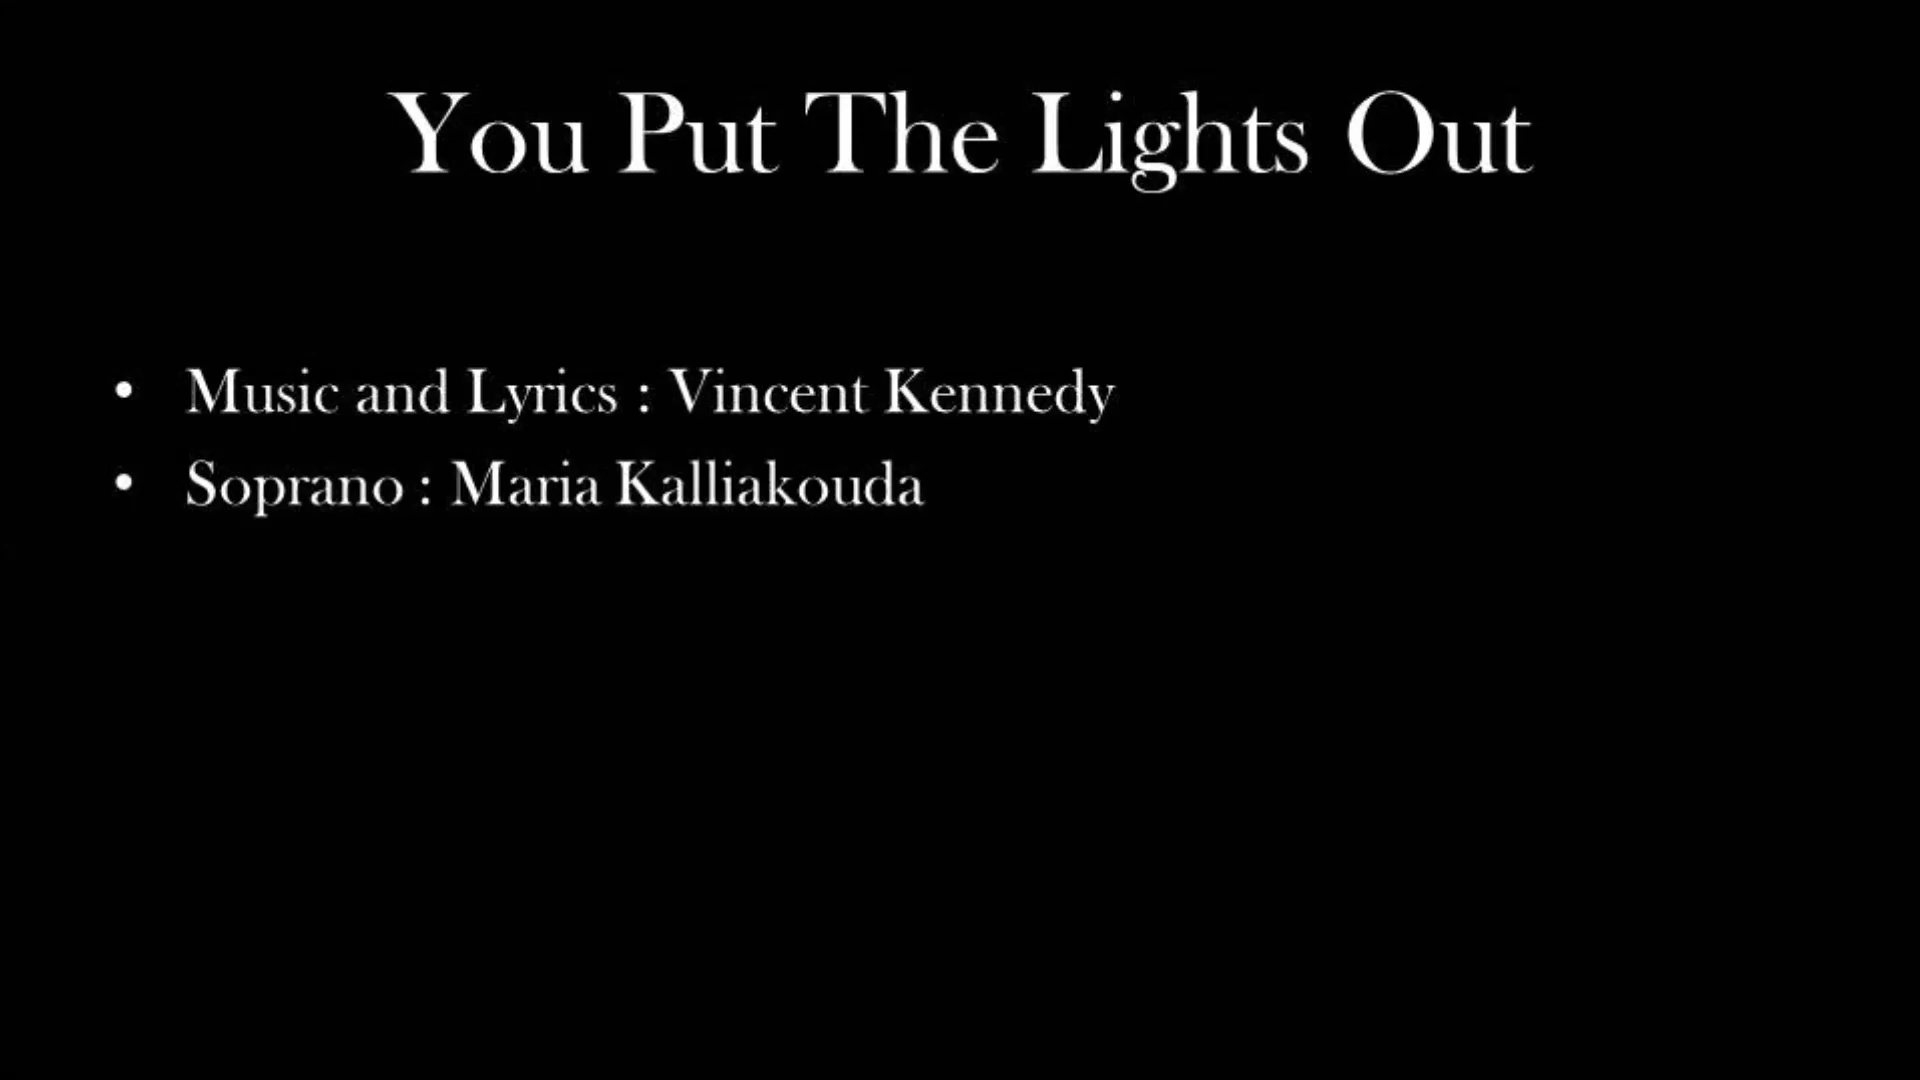 You Put The Lights Out
• Music and Lyrics : Vincent Kennedy
• Soprano : Maria Kalliakouda